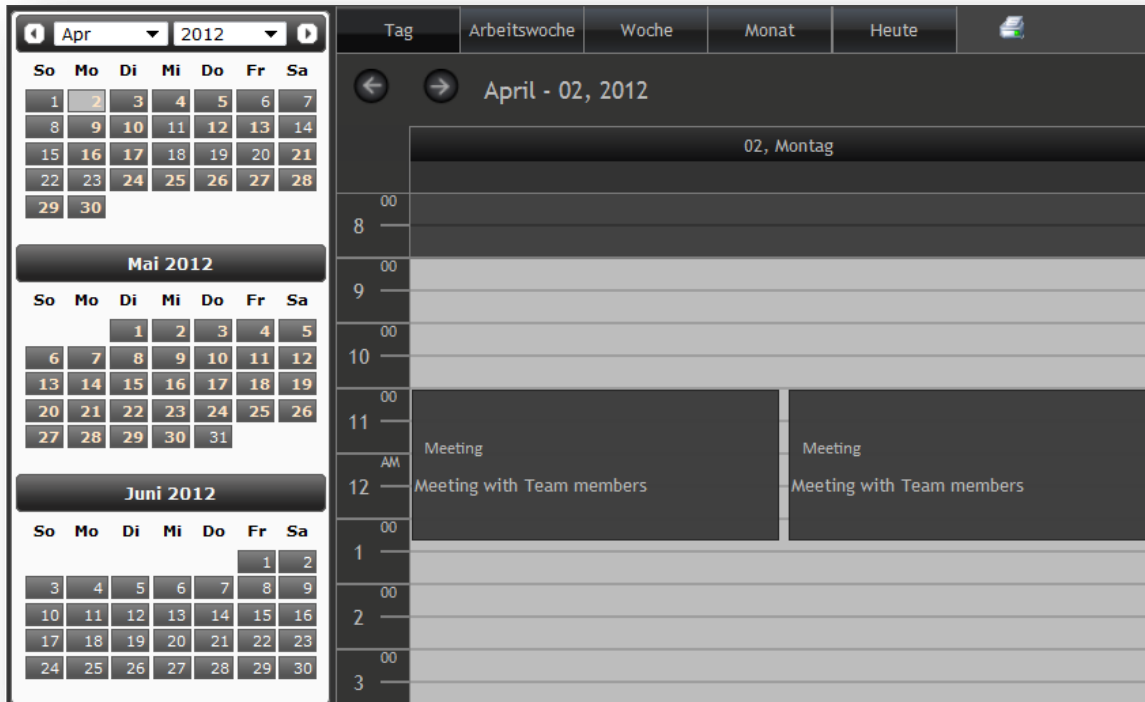 Apr 2012
So Mo Di Mi Do Fr Sa
1 2 3 4 5 6 7
8 9 10 11 12 13 14
15 16 17 18 19 20 21
22 23 24 25 26 27 28
29 30
Mai 2012
So Mo Di Mi Do Fr Sa
1 2 3 4 5
6 7 8 9 10 11 12
13 14 15 16 17 18 19
20 21 22 23 24 25 26
27 28 29 30 31
Juni 2012
So Mo Di Mi Do Fr Sa
1 2
3 4 5 6 7 8 9
10 11 12 13 14 15 16
17 18 19 20 21 22 23
24 25 26 27 28 29 30
Tag Arbeitswoche Woche Monat Heute
April - 02, 2012
02, Montag
8 00
9 00
10 00
11 00
Meeting Meeting
12 AM
Meeting with Team members Meeting with Team members
1 00
2 00
3 00